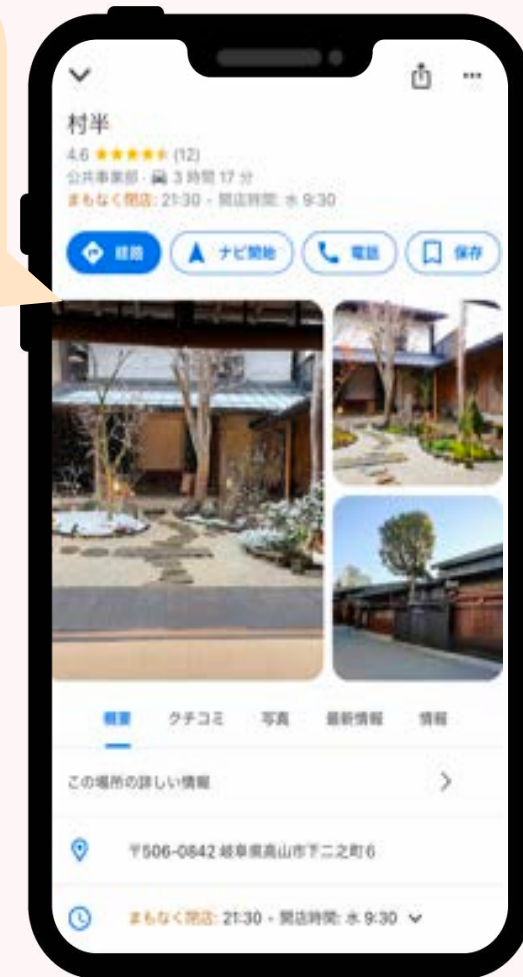 村半
4.6 ★★★★★ (12)
公共事業部・ 3 時間 17 分
まもなく閉店: 21:30・開店時間: 水 9:30
経路 ナビ開始 電話 保存
概要 クチコミ 写真 最新情報 情報
この場所の詳しい情報
〒506-0842 岐阜県高山市下二之町6
まもなく閉店: 21:30・開店時間: 水 9:30